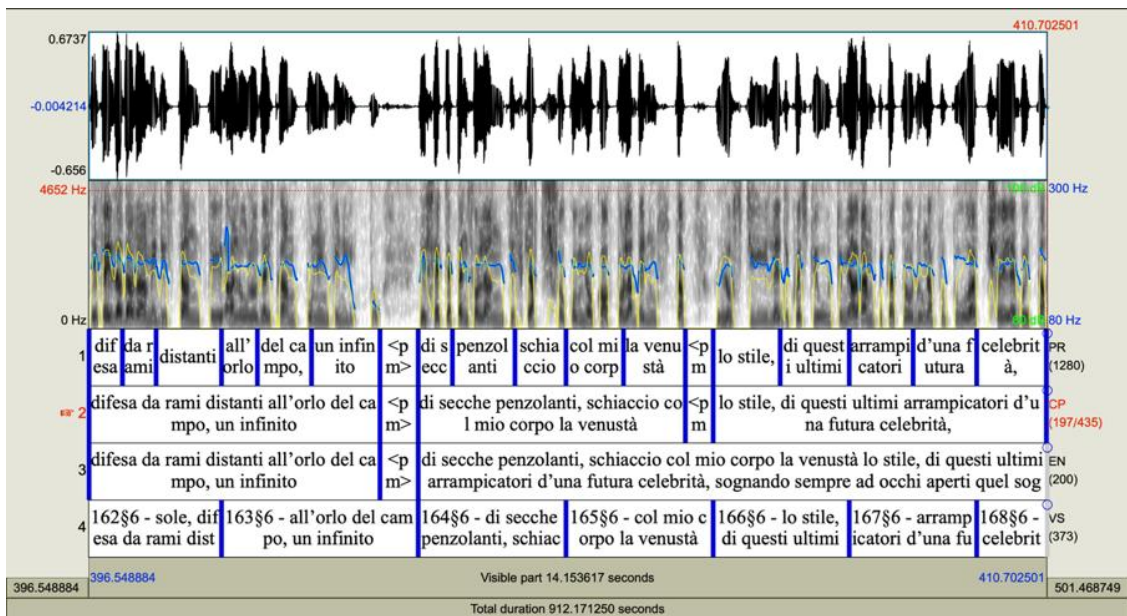 410.702501
0.6737
-0.004214
-0.656
4652 Hz
300 Hz
0 Hz
80 Hz
1
dif da r distanti all' del ca un infin <p di s penzol schia col mi la venu <p lo stile, di quest arrampi d'una f celebrit
esa ami orlo mpo, ito m> ecc anti ccio o corp stà m i ultimi catori utura à,
PR
(1280)
2
difesa da rami distanti all'orlo del ca <p di secche penzolanti, schiaccio co <p lo stile, di questi ultimi arrampicatori d'u
mpo, un infinito m> l mio corpo la venustà m na futura celebrità,
CP
(197/435)
3
difesa da rami distanti all'orlo del ca <p di secche penzolanti, schiaccio col mio corpo la venustà lo stile, di questi ultimi
mpo, un infinito m> arrampicatori d'una futura celebrità, sognando sempre ad occhi aperti quel sog
EN
(200)
4
162§6 - sole, dif 163§6 - all'orlo del cam 164§6 - di secche 165§6 - col mio c 166§6 - lo stile, 167§6 - arramp 168§6 -
esa da rami dist po, un infinito penzolanti, schiac orpo la venustà di questi ultimi icatori d'una fu celebrit
VS
(373)
396.548884 Visible part 14.153617 seconds 410.702501
396.548884 501.468749
Total duration 912.171250 seconds